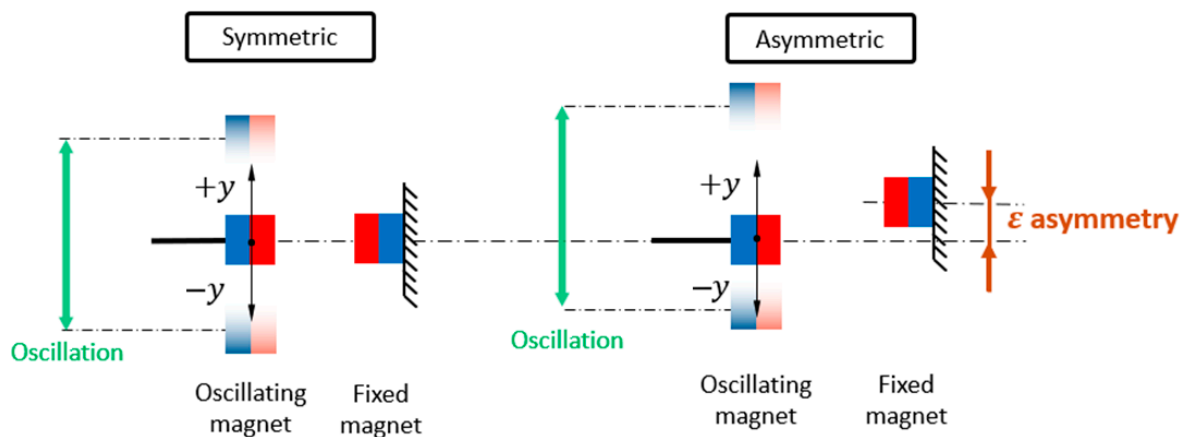 Symmetric
+y
−y
Oscillation
Oscillating
magnet
Fixed
magnet
Asymmetric
+y
−y
Oscillation
ε asymmetry
Oscillating
magnet
Fixed
magnet